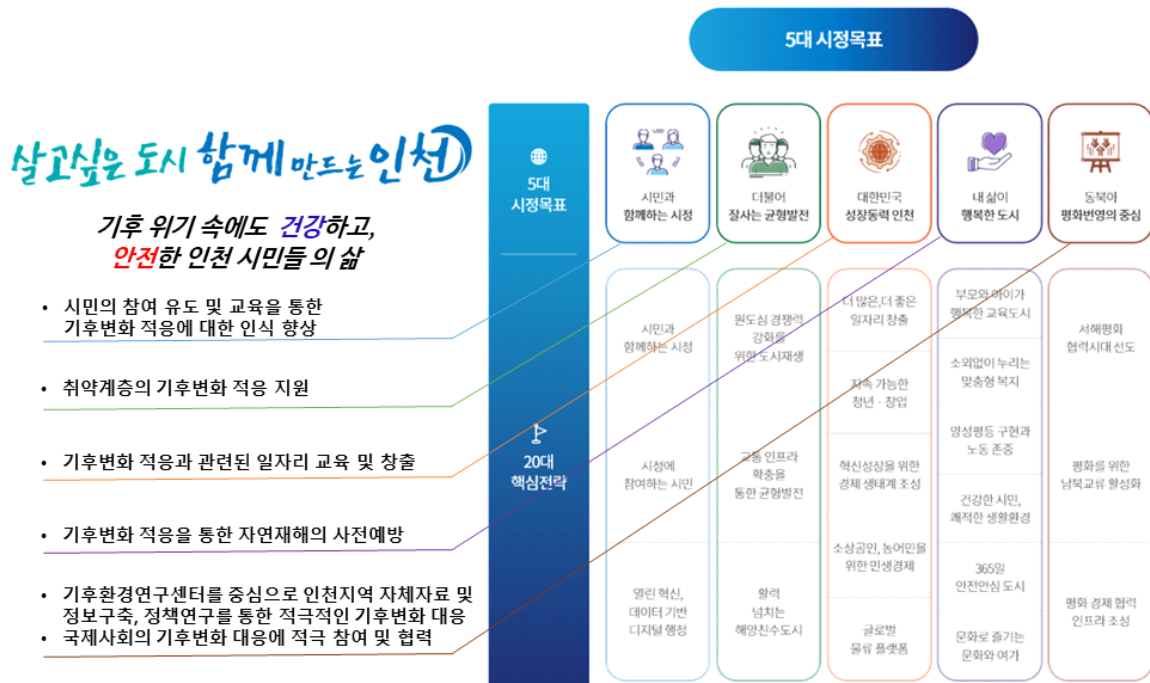 5대 시정목표
살고싶은 도시 함께 만드는 인천
기후 위기 속에도 건강하고,
안전한 인천 시민들 의 삶
• 시민의 참여 유도 및 교육을 통한
기후변화 적응에 대한 인식 향상
• 취약계층의 기후변화 적응 지원
• 기후변화 적응과 관련된 일자리 교육 및 창출
• 기후변화 적응을 통한 자연재해의 사전예방
• 기후환경연구센터를 중심으로 인천지역 자체자료 및
정보구축, 정책연구를 통한 적극적인 기후변화 대응
• 국제사회의 기후변화 대응에 적극 참여 및 협력
5대
시정목표
시민과
함께하는 시정
더불어
잘사는 균형발전
대한민국
성장동력 인천
내 삶이
행복한 도시
동북아
평화번영의 중심
20대
핵심전략
시민과
함께하는 시정
시정에
참여하는 시민
열린 혁신,
데이터 기반
디지털 행정
원도심 경쟁력
강화를
위한 도시재생
교통 인프라
확충을
통한 균형발전
활력
넘치는
해양친수도시
더 많은,더 좋은
일자리 창출
지속 가능한
청년 · 창업
혁신성장을 위한
경제 생태계 조성
소상공인, 농어민을
위한 민생경제
글로벌
물류 플랫폼
부모와 아이가
행복한 교육도시
소외없이 누리는
맞춤형 복지
양성평등 구현과
노동 존중
건강한 시민,
쾌적한 생활환경
365일
안전안심 도시
문화로 즐기는
문화와 여가
서해평화
협력시대 선도
평화를 위한
남북교류 활성화
평화 경제 협력
인프라 조성